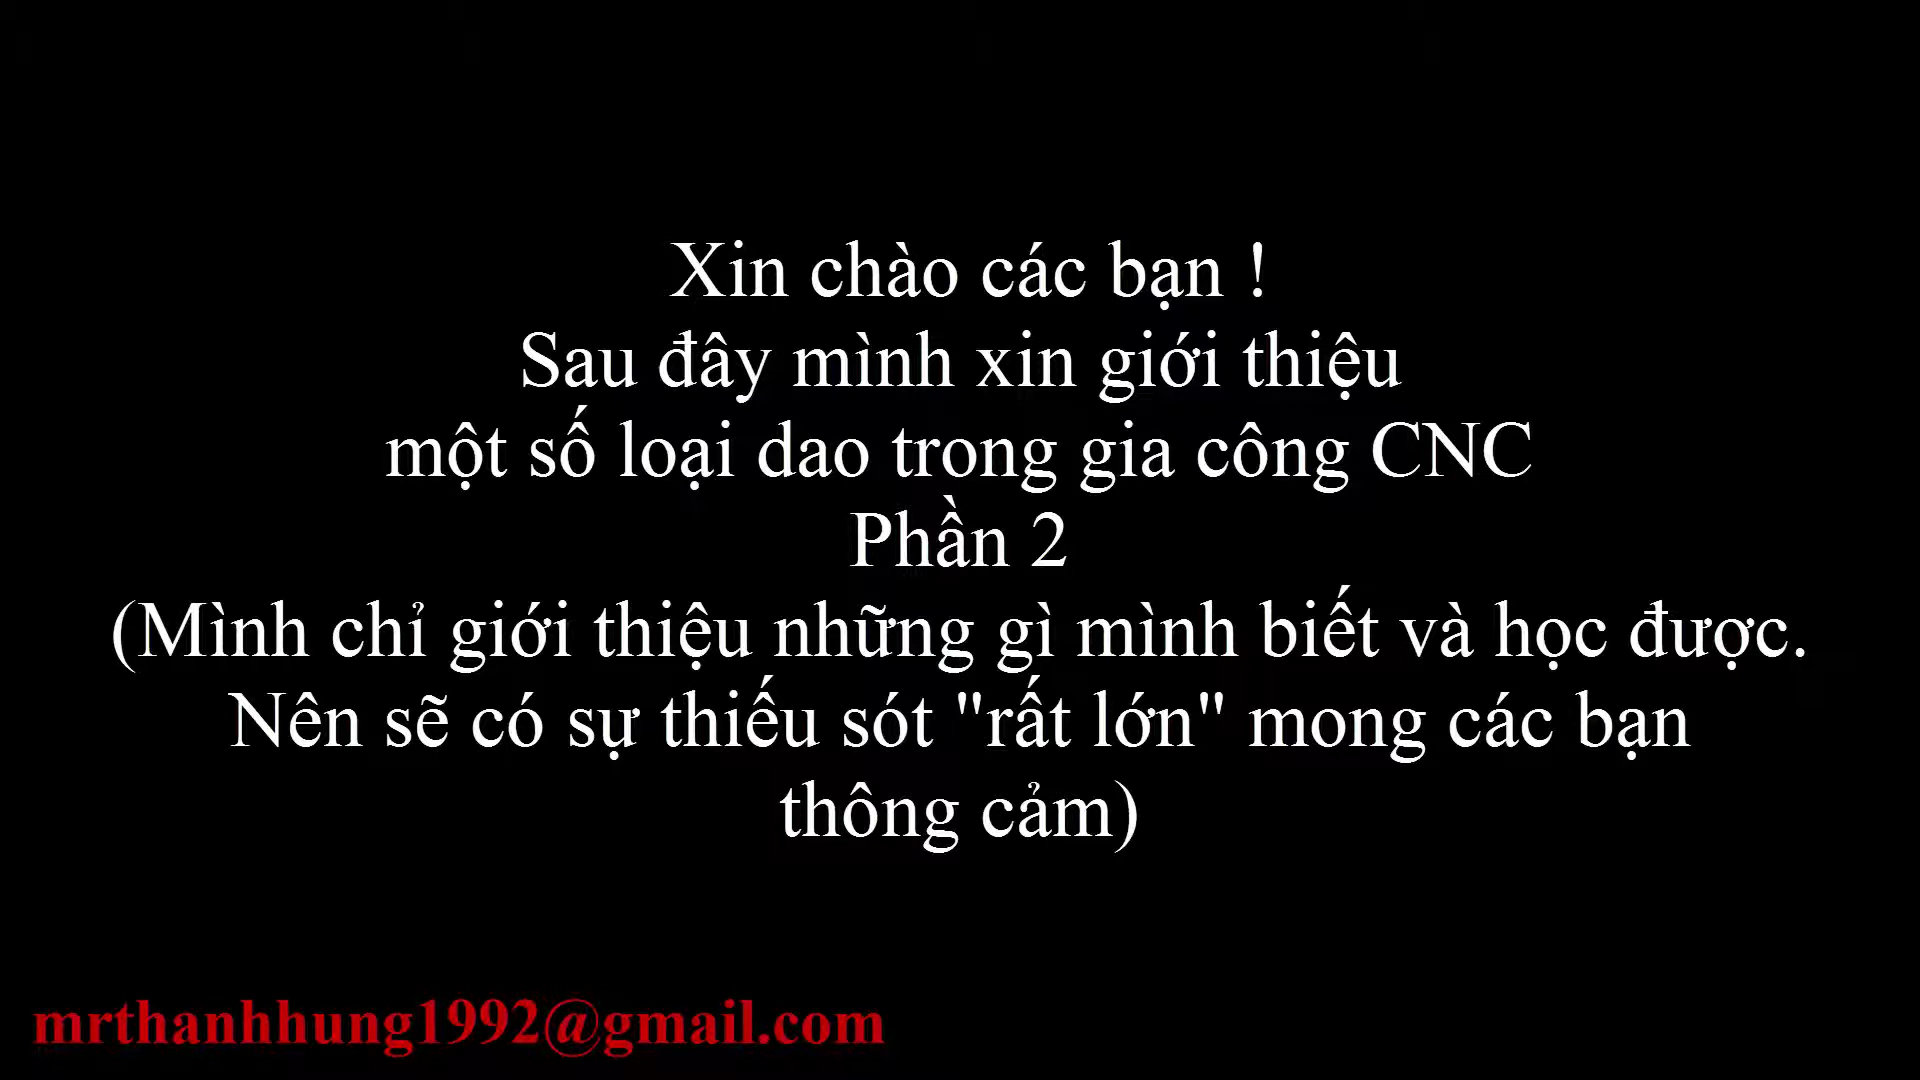 Xin chào các bạn !
Sau đây mình xin giới thiệu
một số loại dao trong gia công CNC
Phần 2
(Mình chỉ giới thiệu những gì mình biết và học được.
Nên sẽ có sự thiếu sót "rất lớn" mong các bạn
thông cảm)
mrthanhhung1992@gmail.com